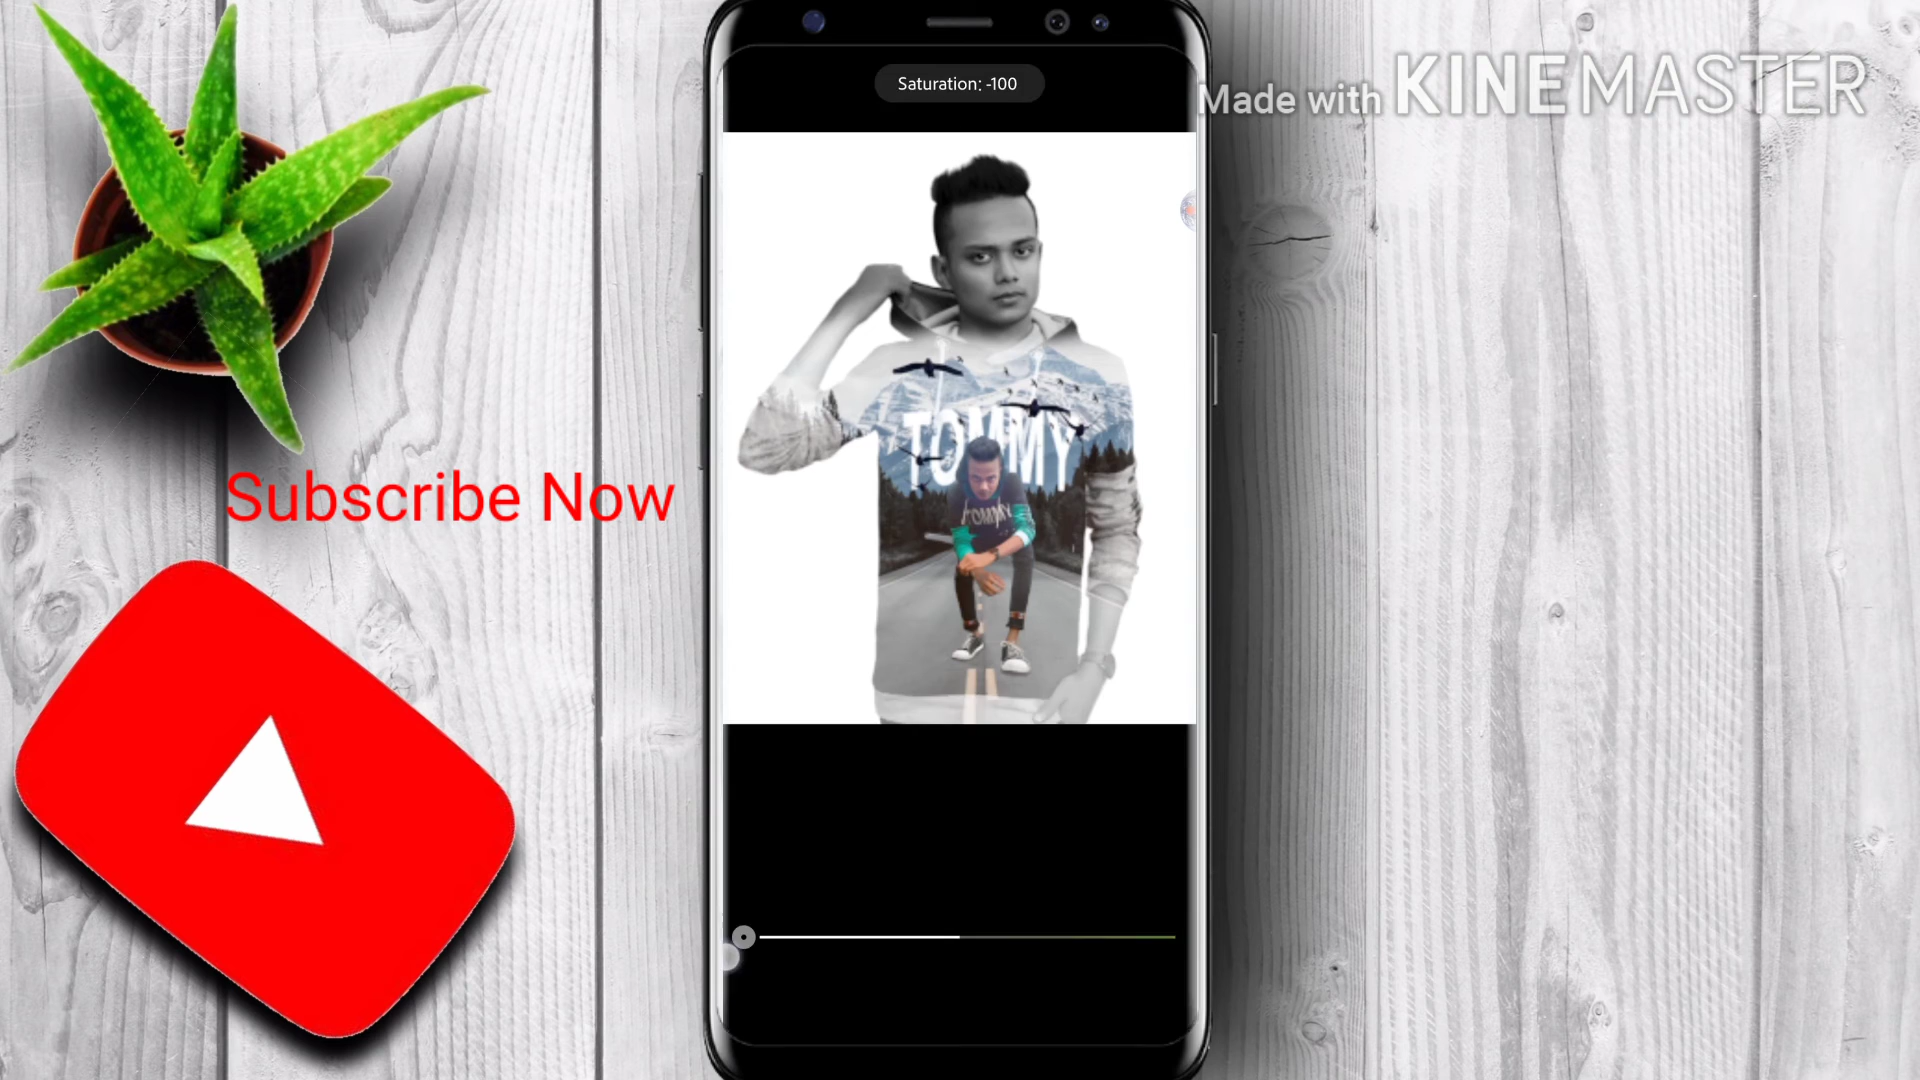 Saturation: -100
Made with KINEMASTER
TOMMY
TOMMY
Subscribe Now